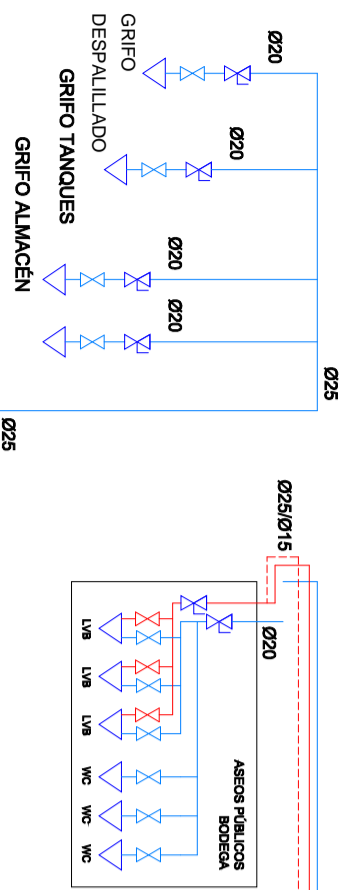 Ø20
Ø20
Ø20
Ø20
Ø25
Ø25
GRIFO
DESPALILLADO
GRIFO TANQUES
GRIFO ALMACÉN
Ø25/Ø15
Ø20
ASEOS PÚBLICOS
BODEGA
LVB
LVB
LVB
WC
WC
WC